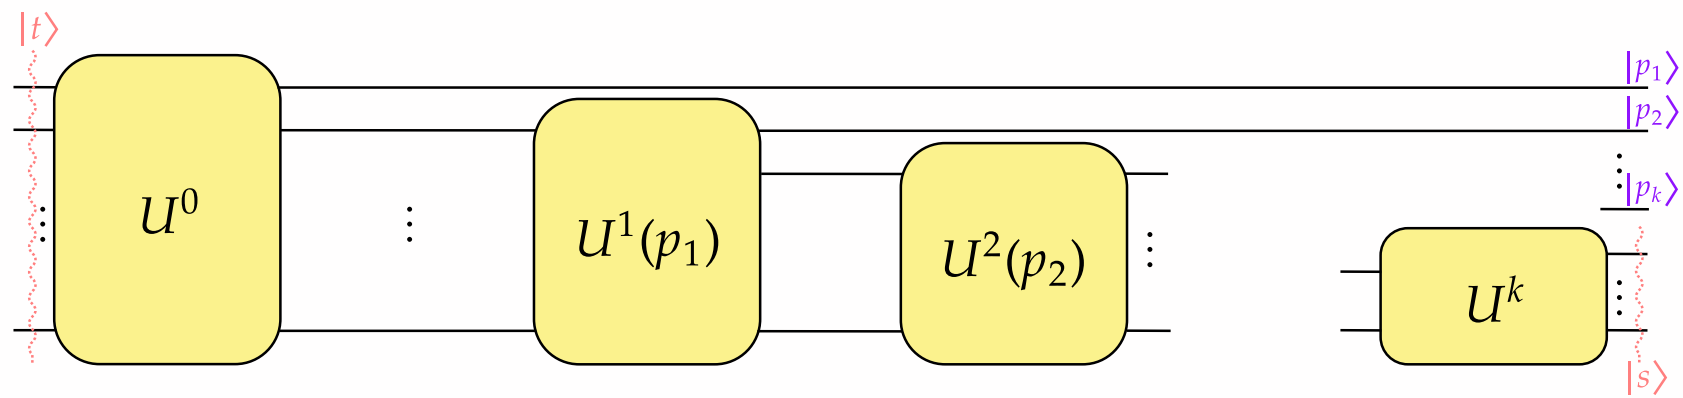 |t⟩
|p₁⟩
|p₂⟩
⋮
|pₖ⟩
⋮
U⁰
⋮
U¹(p₁)
U²(p₂)
⋮
Uᵏ
⋮
|s⟩